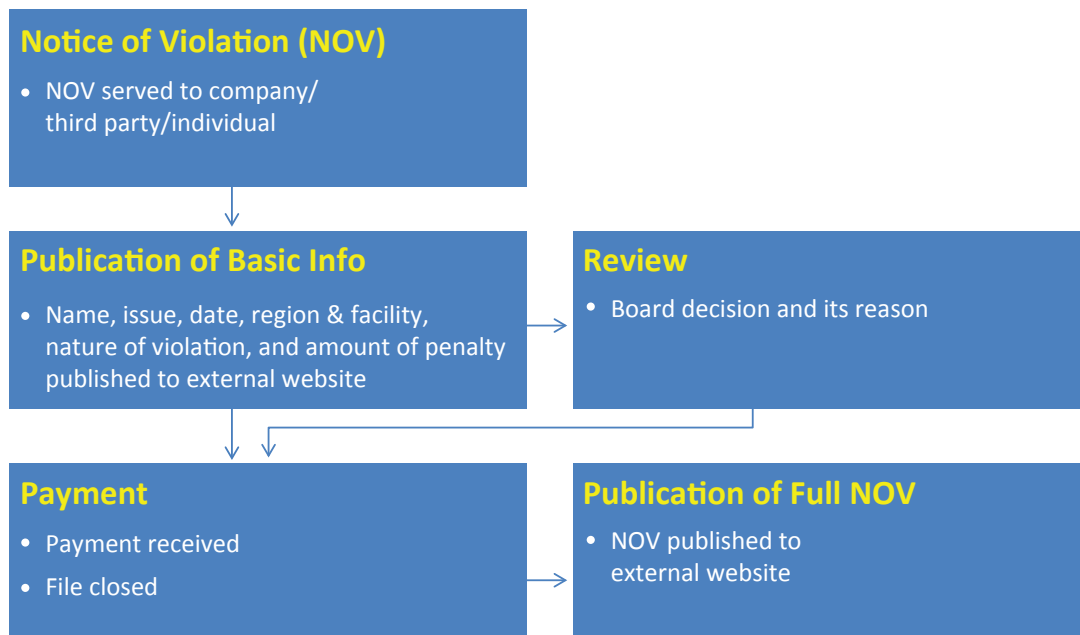 Notice of Violation (NOV)
• NOV served to company/
third party/individual
Publication of Basic Info
• Name, issue, date, region & facility,
nature of violation, and amount of penalty
published to external website
Review
• Board decision and its reason
Payment
• Payment received
• File closed
Publication of Full NOV
• NOV published to
external website